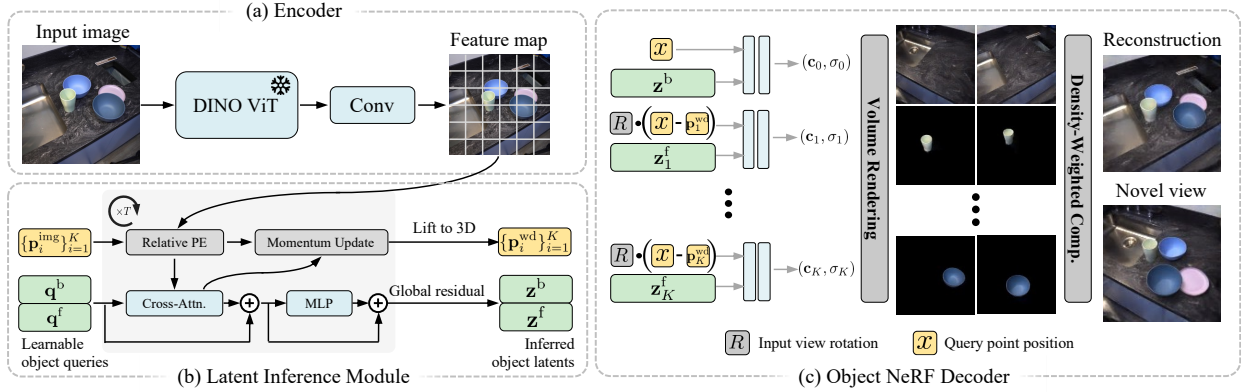 (a) Encoder
Input image
Feature map
DINO ViT
Conv
×T
{p_i^img}_{i=1}^K
Relative PE
Momentum Update
Lift to 3D
{p_i^wd}_{i=1}^K
q^b
q^f
Cross-Attn.
MLP
Global residual
z^b
z^f
Learnable
object queries
Inferred
object latents
(b) Latent Inference Module
x
z^b
(c_0, σ_0)
R•(x - p_1^wd)
z_1^f
(c_1, σ_1)
R•(x - p_K^wd)
z_K^f
(c_K, σ_K)
Volume Rendering
Density-Weighted Comp.
Reconstruction
Novel view
R Input view rotation
x Query point position
(c) Object NeRF Decoder